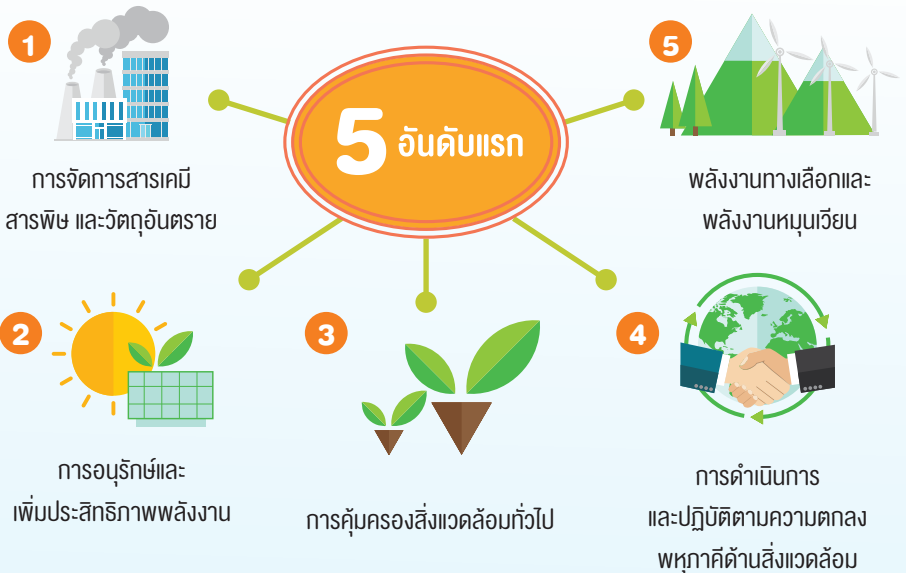 5 อันดับแรก
1
การจัดการสารเคมี
สารพิษ และวัตถุอันตราย
2
การอนุรักษ์และ
เพิ่มประสิทธิภาพพลังงาน
3
การคุ้มครองสิ่งแวดล้อมทั่วไป
4
การดำเนินการ
และปฏิบัติตามความตกลง
พหุภาคีด้านสิ่งแวดล้อม
5
พลังงานทางเลือกและ
พลังงานหมุนเวียน